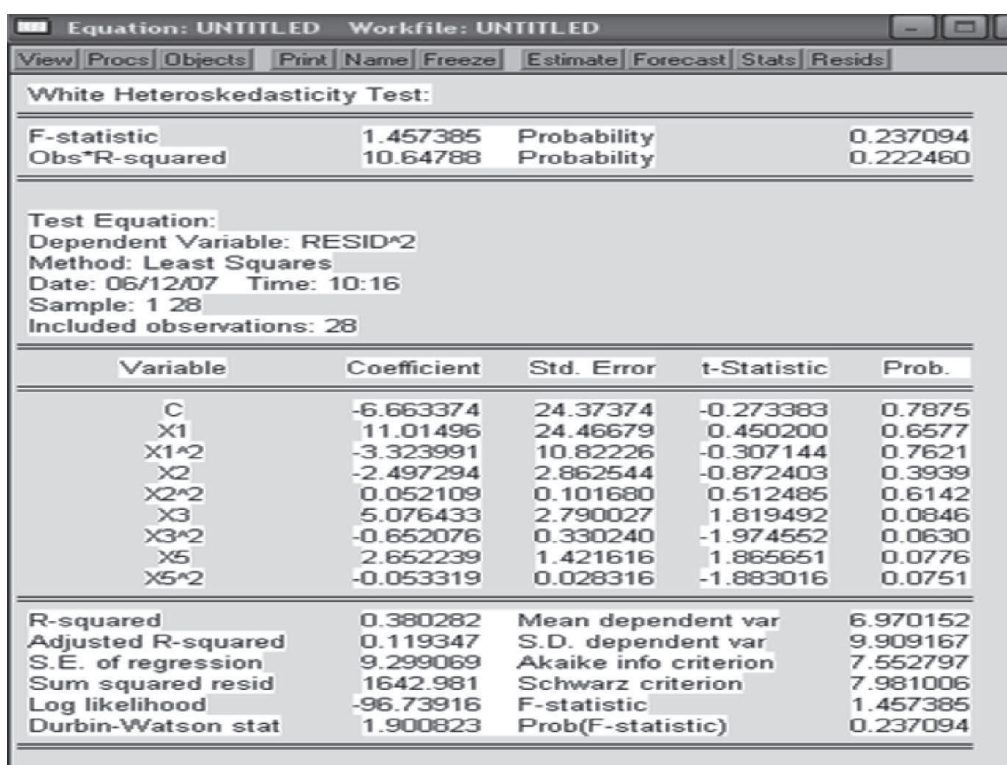 Equation: UNTITLED Workfile: UNTITLED
View Procs Objects Print Name Freeze Estimate Forecast Stats Resids
White Heteroskedasticity Test:
F-statistic 1.457385 Probability 0.237094
Obs*R-squared 10.64788 Probability 0.222460
Test Equation:
Dependent Variable: RESID^2
Method: Least Squares
Date: 06/12/07 Time: 10:16
Sample: 1 28
Included observations: 28
Variable Coefficient Std. Error t-Statistic Prob.
C -6.663374 24.37374 -0.273383 0.7875
X1 11.01496 24.46679 0.450200 0.6577
X1^2 -3.323991 10.82226 -0.307144 0.7621
X2 -2.497294 2.862544 -0.872403 0.3939
X2^2 0.052109 0.101680 0.512485 0.6142
X3 5.076433 2.790027 1.819492 0.0846
X3^2 -0.652076 0.330240 -1.974552 0.0630
X5 2.652239 1.421616 1.865651 0.0776
X5^2 -0.053319 0.028316 -1.883016 0.0751
R-squared 0.380282 Mean dependent var 6.970152
Adjusted R-squared 0.119347 S.D. dependent var 9.909167
S.E. of regression 9.299069 Akaike info criterion 7.552797
Sum squared resid 1642.981 Schwarz criterion 7.981006
Log likelihood -96.73916 F-statistic 1.457385
Durbin-Watson stat 1.900823 Prob(F-statistic) 0.237094